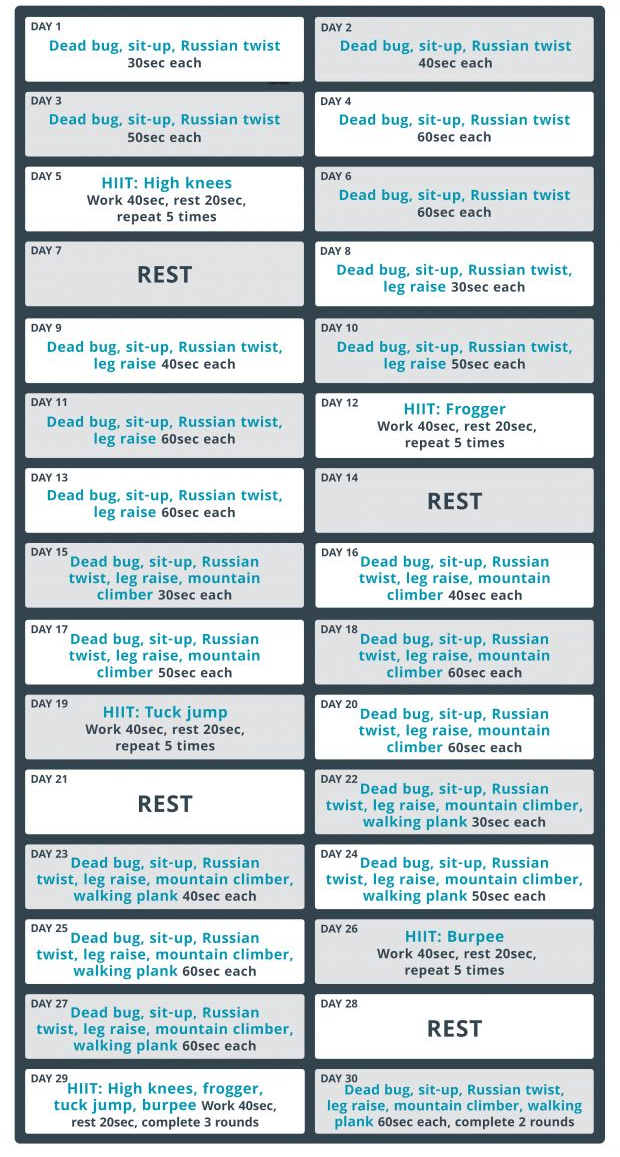 DAY 1
Dead bug, sit-up, Russian twist
30sec each
DAY 2
Dead bug, sit-up, Russian twist
40sec each
DAY 3
Dead bug, sit-up, Russian twist
50sec each
DAY 4
Dead bug, sit-up, Russian twist
60sec each
DAY 5
HIIT: High knees
Work 40sec, rest 20sec,
repeat 5 times
DAY 6
Dead bug, sit-up, Russian twist
60sec each
DAY 7
REST
DAY 8
Dead bug, sit-up, Russian twist,
leg raise 30sec each
DAY 9
Dead bug, sit-up, Russian twist,
leg raise 40sec each
DAY 10
Dead bug, sit-up, Russian twist,
leg raise 50sec each
DAY 11
Dead bug, sit-up, Russian twist,
leg raise 60sec each
DAY 12
HIIT: Frogger
Work 40sec, rest 20sec,
repeat 5 times
DAY 13
Dead bug, sit-up, Russian twist,
leg raise 60sec each
DAY 14
REST
DAY 15
Dead bug, sit-up, Russian
twist, leg raise, mountain
climber 30sec each
DAY 16
Dead bug, sit-up, Russian
twist, leg raise, mountain
climber 40sec each
DAY 17
Dead bug, sit-up, Russian
twist, leg raise, mountain
climber 50sec each
DAY 18
Dead bug, sit-up, Russian
twist, leg raise, mountain
climber 60sec each
DAY 19
HIIT: Tuck jump
Work 40sec, rest 20sec,
repeat 5 times
DAY 20
Dead bug, sit-up, Russian
twist, leg raise, mountain
climber 60sec each
DAY 21
REST
DAY 22
Dead bug, sit-up, Russian
twist, leg raise, mountain climber,
walking plank 30sec each
DAY 23
Dead bug, sit-up, Russian
twist, leg raise, mountain climber,
walking plank 40sec each
DAY 24
Dead bug, sit-up, Russian
twist, leg raise, mountain climber,
walking plank 50sec each
DAY 25
Dead bug, sit-up, Russian
twist, leg raise, mountain climber,
walking plank 60sec each
DAY 26
HIIT: Burpee
Work 40sec, rest 20sec,
repeat 5 times
DAY 27
Dead bug, sit-up, Russian
twist, leg raise, mountain climber,
walking plank 60sec each
DAY 28
REST
DAY 29
HIIT: High knees, frogger,
tuck jump, burpee Work 40sec,
rest 20sec, complete 3 rounds
DAY 30
Dead bug, sit-up, Russian twist,
leg raise, mountain climber, walking
plank 60sec each, complete 2 rounds